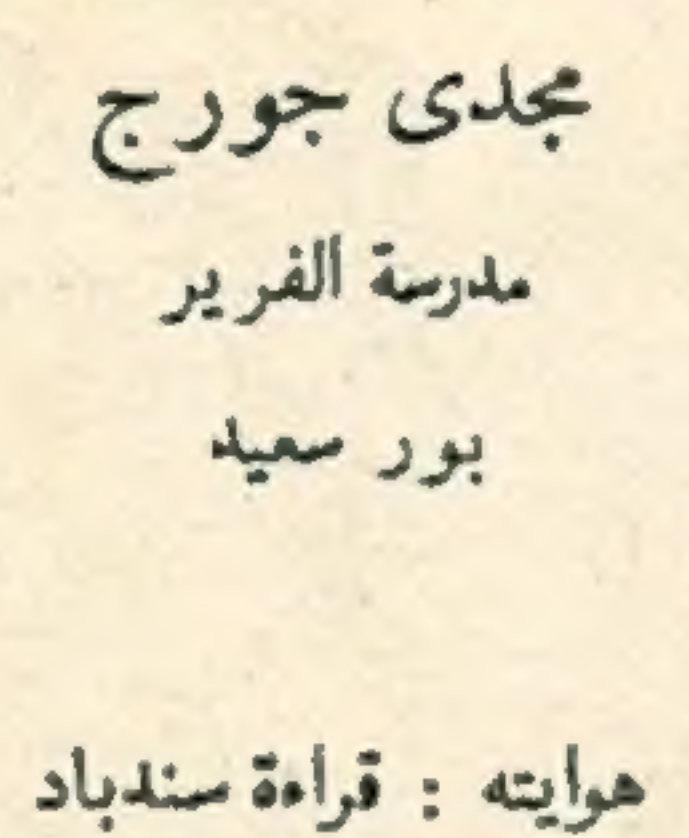 مجدى جورج
مدرسة الفرير
بور سعيد
هوايته : قراءة سندباد